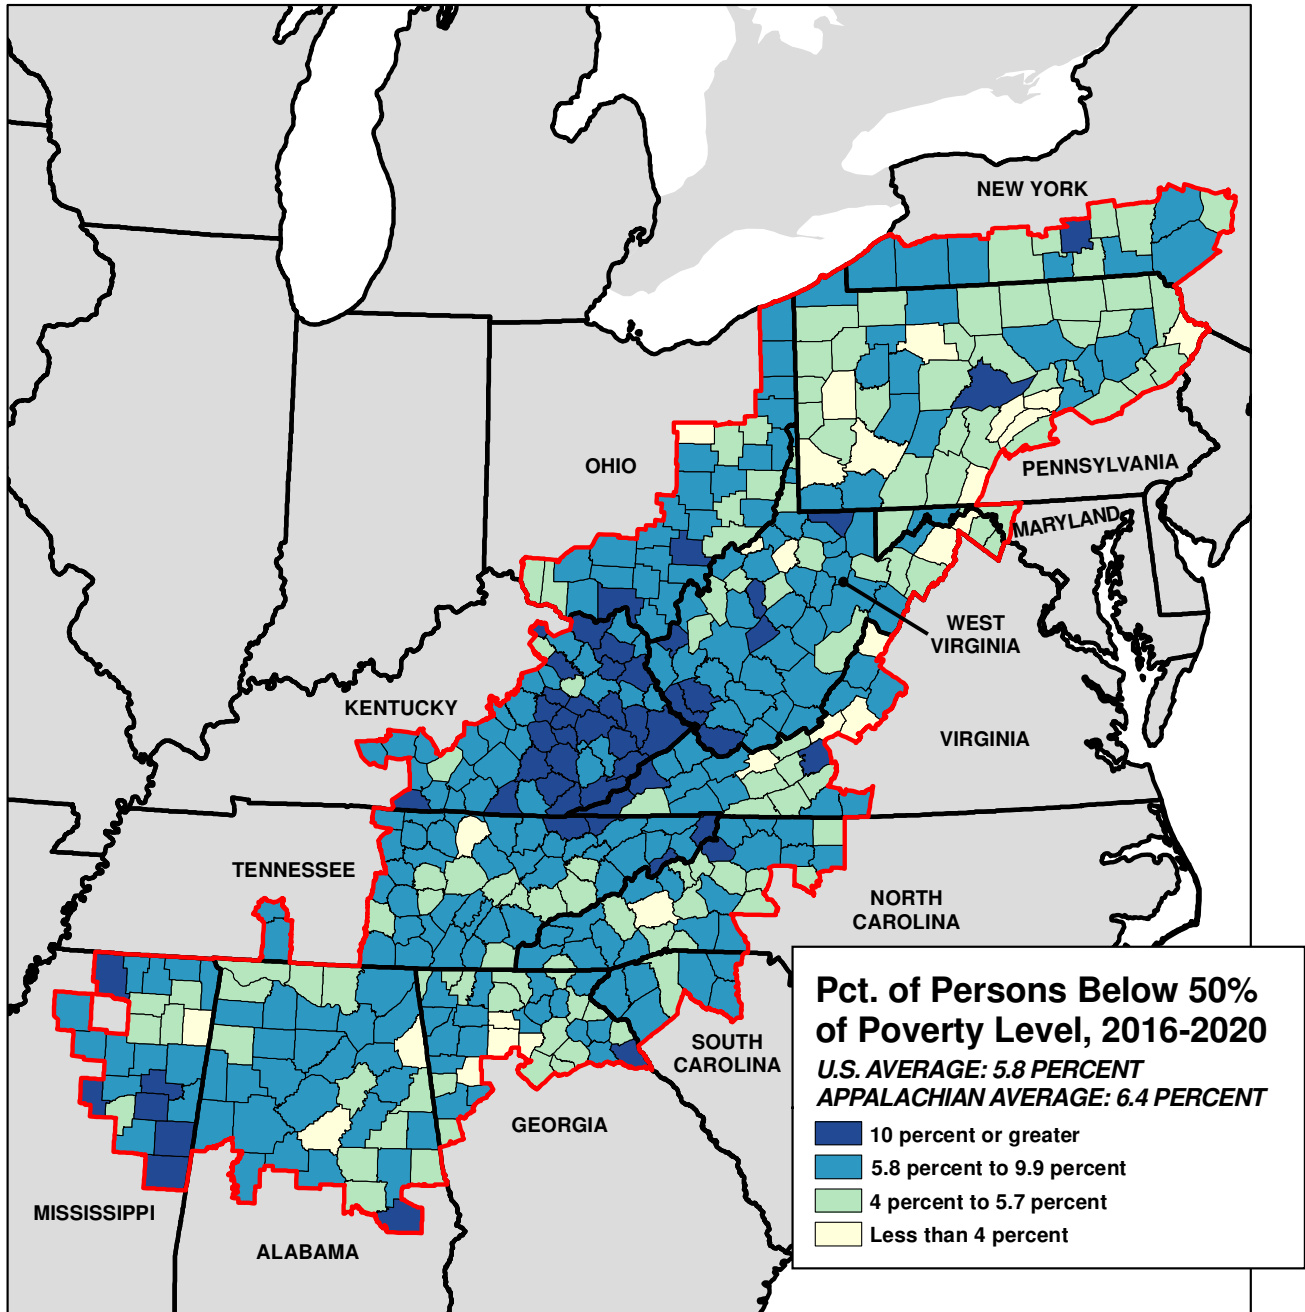 NEW YORK
OHIO
PENNSYLVANIA
MARYLAND
WEST
VIRGINIA
KENTUCKY
VIRGINIA
TENNESSEE
NORTH
CAROLINA
SOUTH
CAROLINA
GEORGIA
MISSISSIPPI
ALABAMA
Pct. of Persons Below 50%
of Poverty Level, 2016-2020
U.S. AVERAGE: 5.8 PERCENT
APPALACHIAN AVERAGE: 6.4 PERCENT
10 percent or greater
5.8 percent to 9.9 percent
4 percent to 5.7 percent
Less than 4 percent